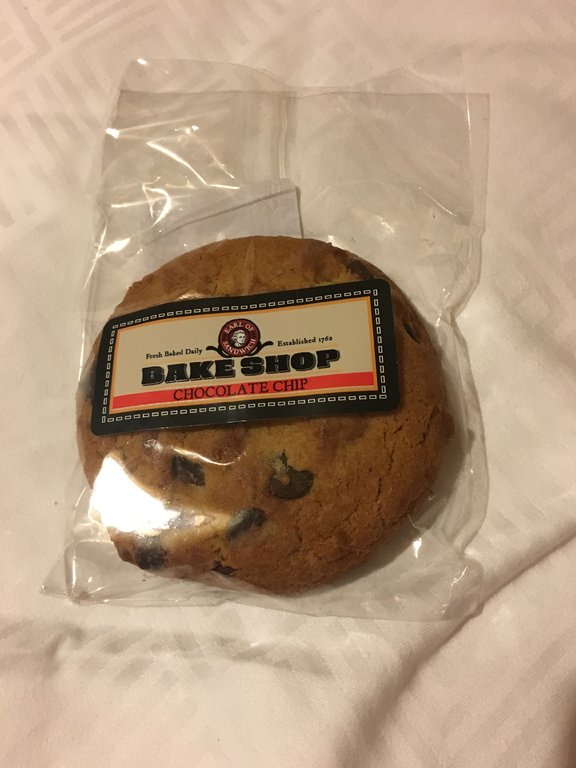 EARL OF
SANDWICH
Fresh Baked Daily
Established 1762
BAKE SHOP
CHOCOLATE CHIP